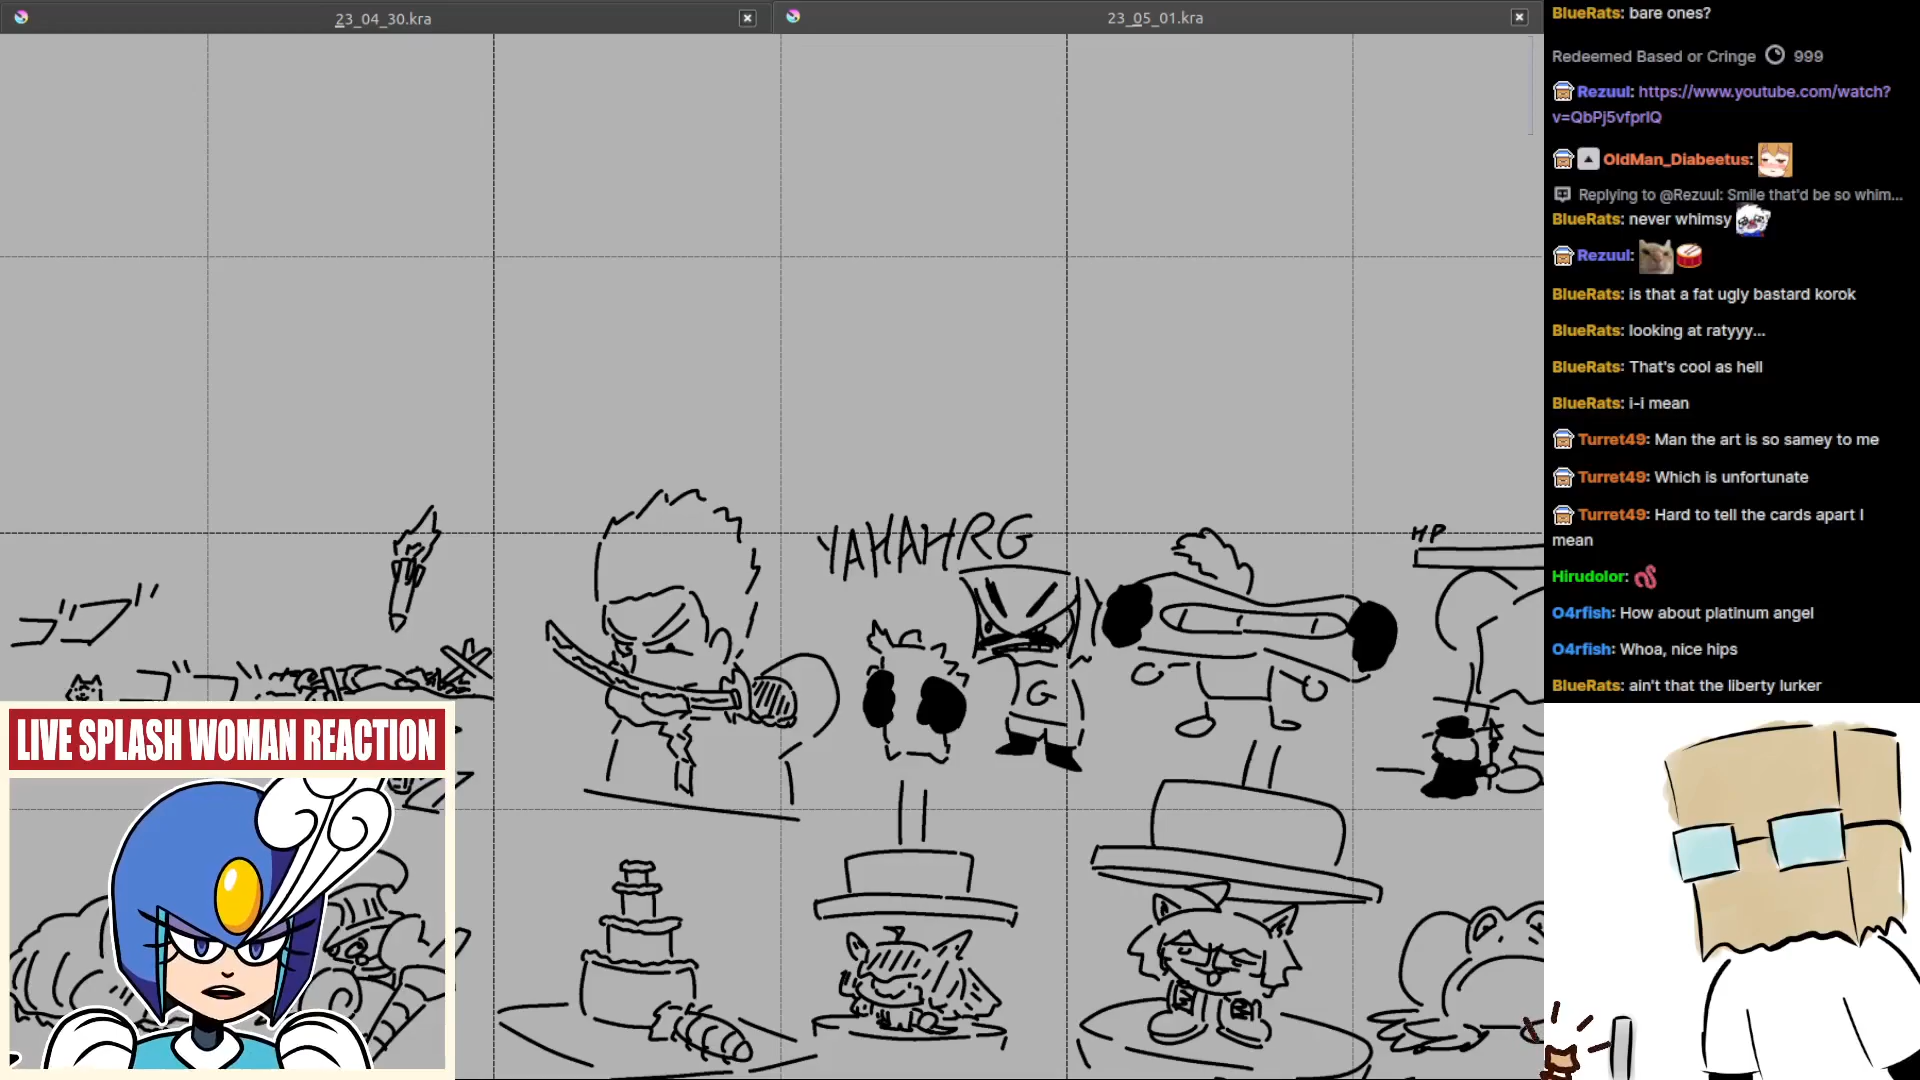 23_04_30.kra
23_05_01.kra
BlueRats: bare ones?
Redeemed Based or Cringe 999
Rezuul: https://www.youtube.com/watch?
v=QbPj5vfprIQ
OldMan_Diabeetus:
Replying to @Rezuul: Smile that'd be so whim...
BlueRats: never whimsy
Rezuul:
BlueRats: is that a fat ugly bastard korok
BlueRats: looking at ratyyy...
BlueRats: That's cool as hell
BlueRats: i-i mean
Turret49: Man the art is so samey to me
Turret49: Which is unfortunate
Turret49: Hard to tell the cards apart I
mean
Hirudolor:
O4rfish: How about platinum angel
O4rfish: Whoa, nice hips
BlueRats: ain't that the liberty lurker
YAHAHRG
HP
G
LIVE SPLASH WOMAN REACTION